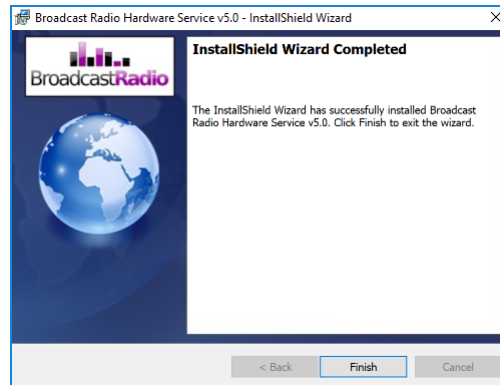 Broadcast Radio Hardware Service v5.0 - InstallShield Wizard
BroadcastRadio
InstallShield Wizard Completed
The InstallShield Wizard has successfully installed Broadcast
Radio Hardware Service v5.0. Click Finish to exit the wizard.
< Back
Finish
Cancel